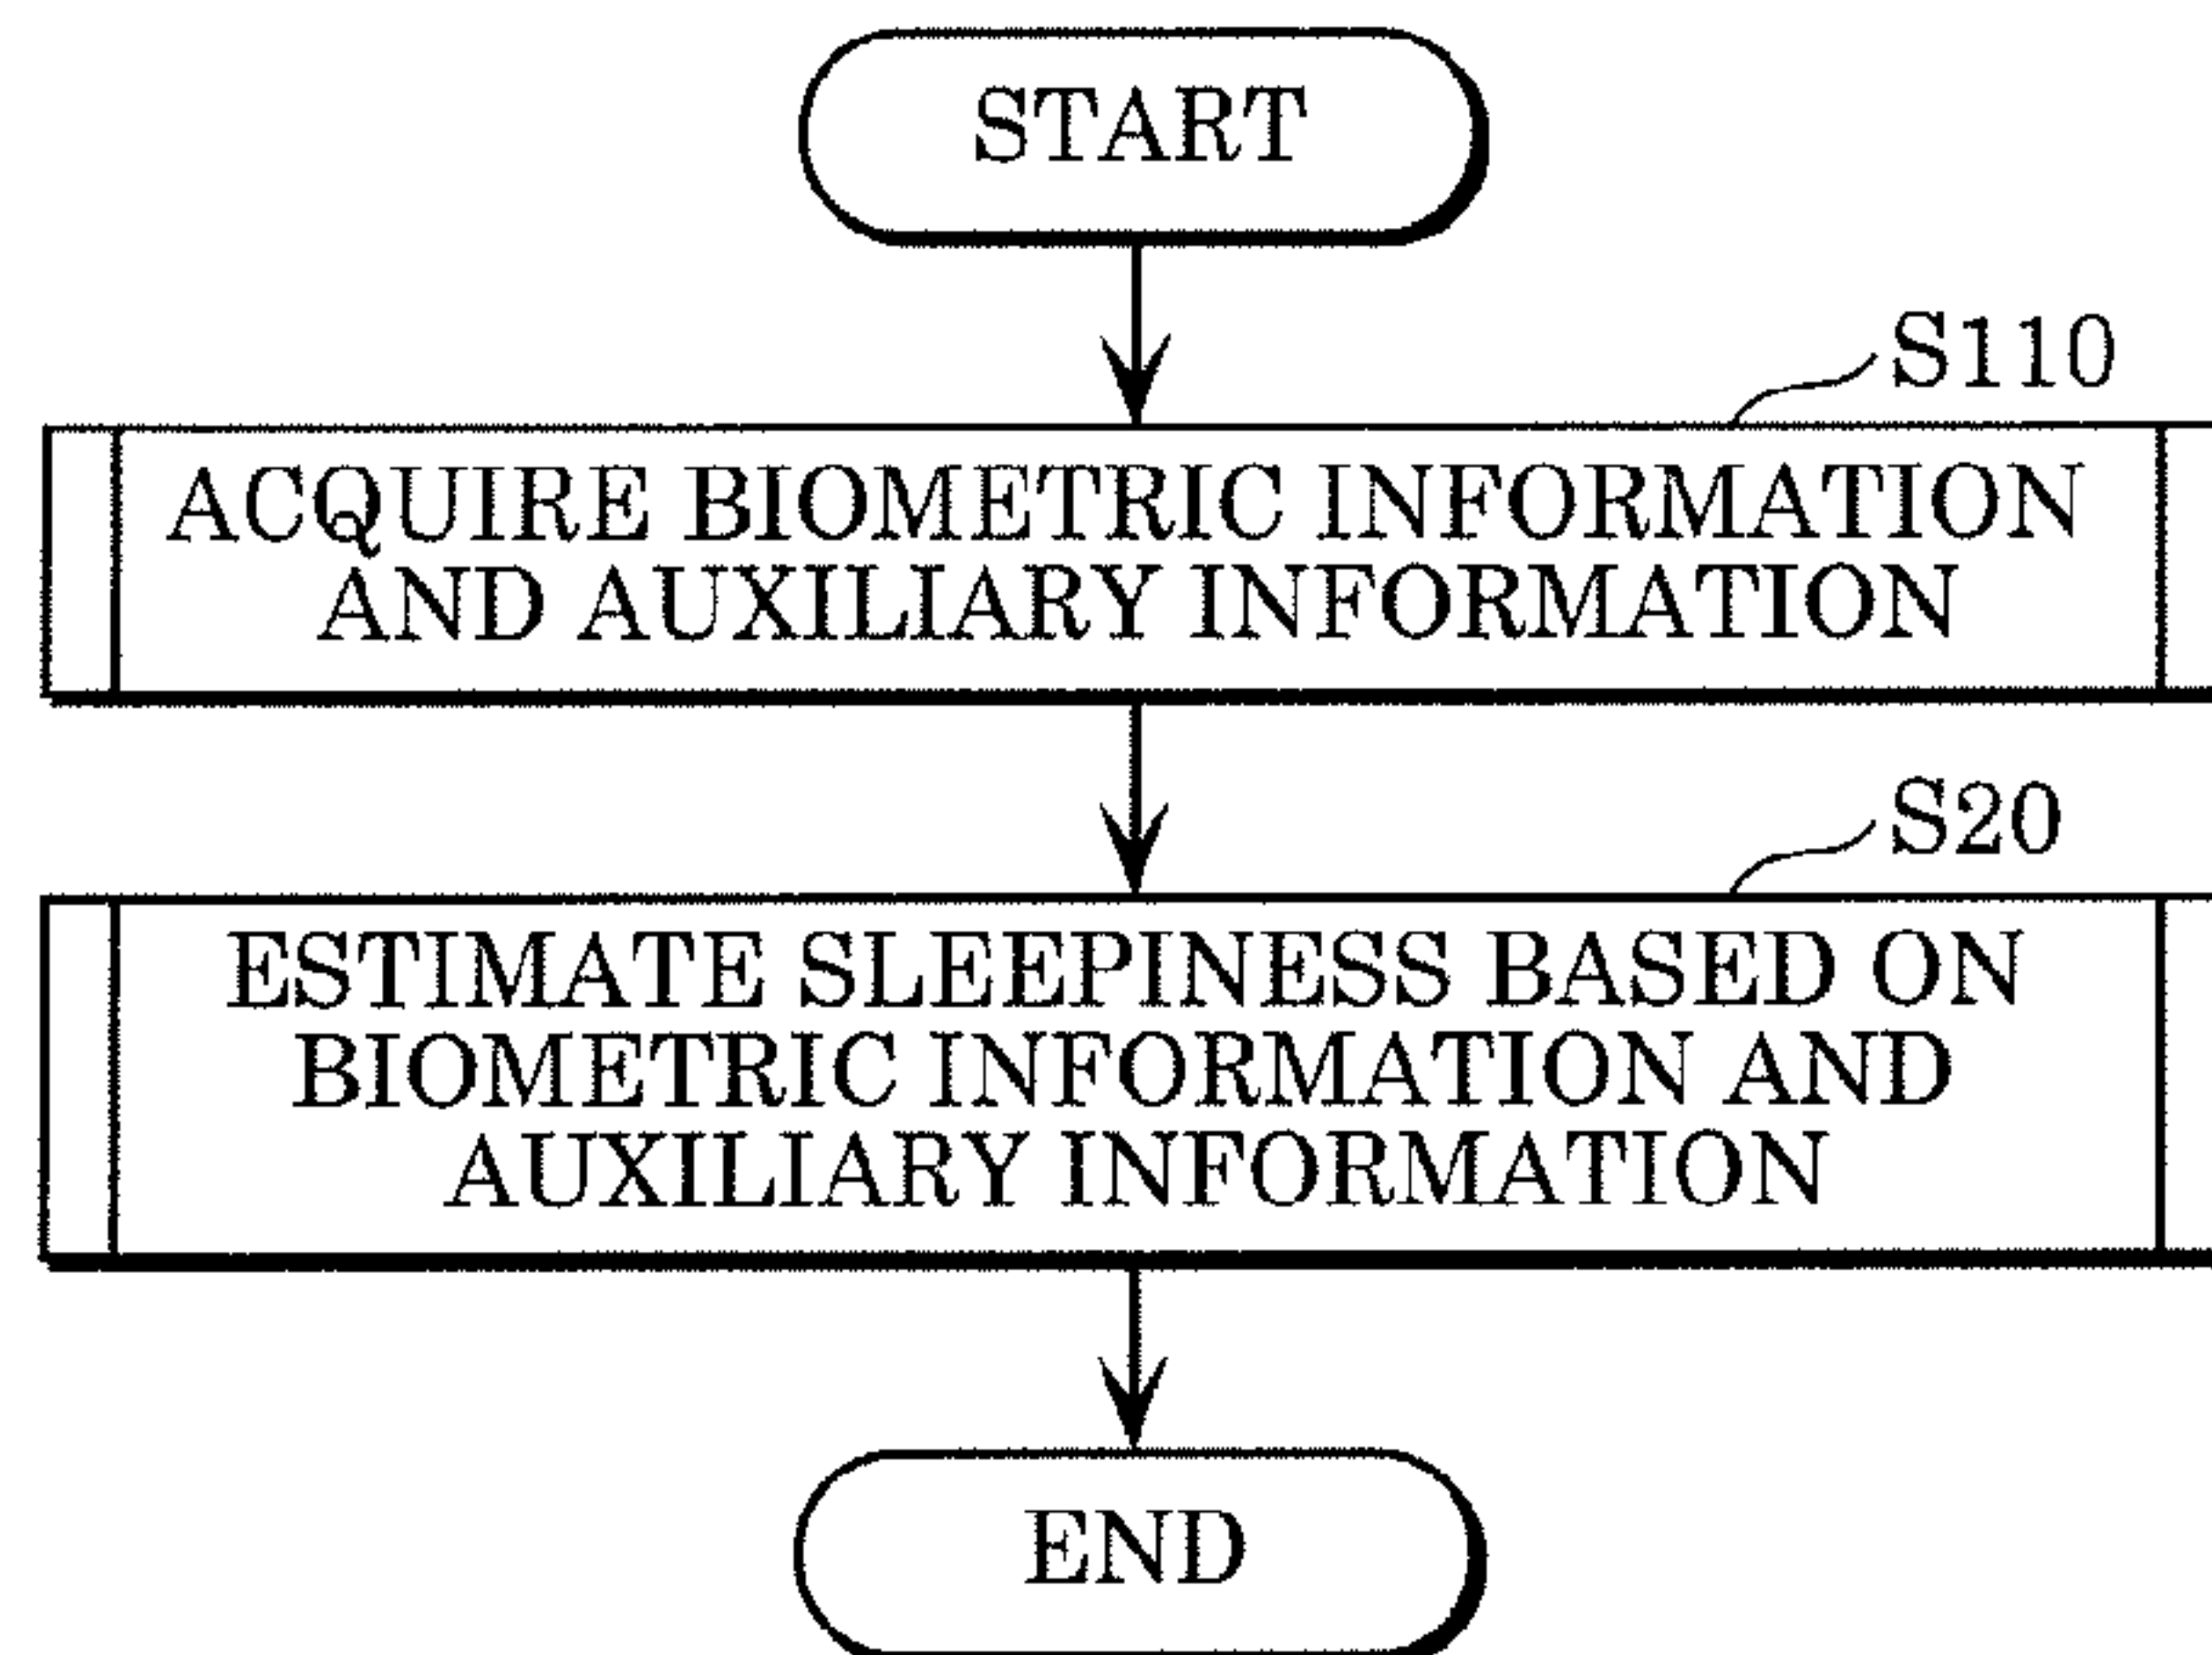 START
S110
ACQUIRE BIOMETRIC INFORMATION
AND AUXILIARY INFORMATION
S20
ESTIMATE SLEEPINESS BASED ON
BIOMETRIC INFORMATION AND
AUXILIARY INFORMATION
END